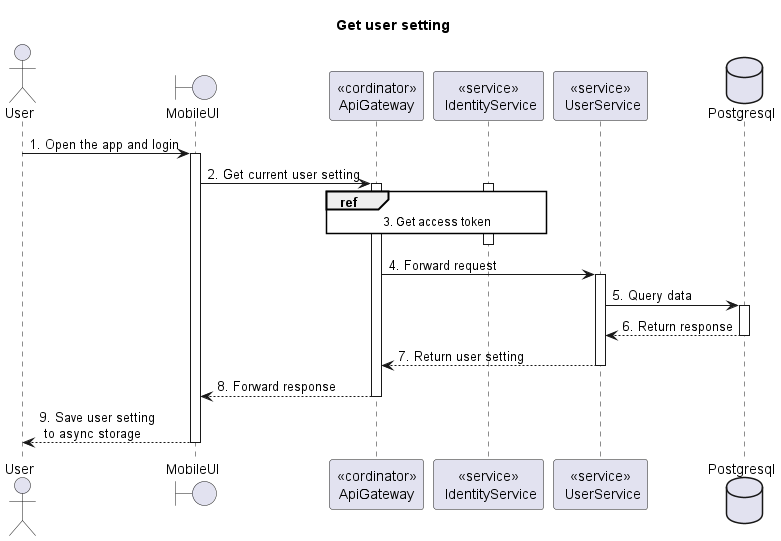 Get user setting
User
MobileUI
«cordinator»
ApiGateway
«service»
IdentityService
«service»
UserService
Postgresql
1. Open the app and login
2. Get current user setting
ref
3. Get access token
4. Forward request
5. Query data
6. Return response
7. Return user setting
8. Forward response
9. Save user setting
to async storage
User
MobileUI
«cordinator»
ApiGateway
«service»
IdentityService
«service»
UserService
Postgresql